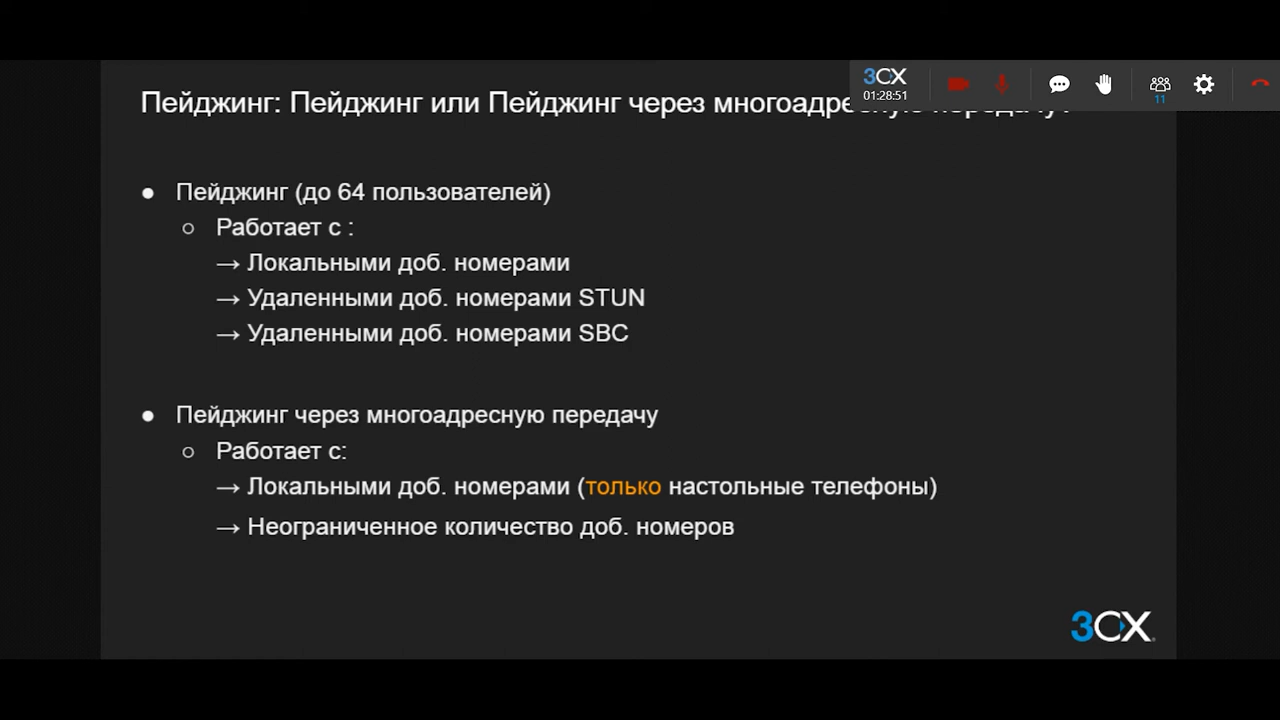 3CX
01:28:51
11
Пейджинг: Пейджинг или Пейджинг через многоадресную передачу?
● Пейджинг (до 64 пользователей)
○ Работает с :
→ Локальными доб. номерами
→ Удаленными доб. номерами STUN
→ Удаленными доб. номерами SBC
● Пейджинг через многоадресную передачу
○ Работает с:
→ Локальными доб. номерами (только настольные телефоны)
→ Неограниченное количество доб. номеров
3CX